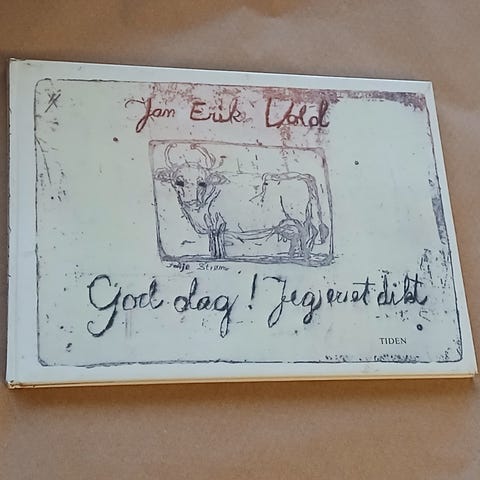 Jan Erik Vold
God dag! Jeg er et dikt
TIDEN